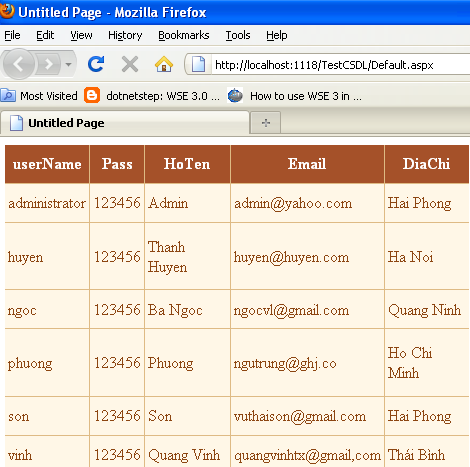 Untitled Page - Mozilla Firefox
File Edit View History Bookmarks Tools Help
http://localhost:1118/TestCSDL/Default.aspx
Most Visited dotnetstep: WSE 3.0 ... How to use WSE 3 in ...
Untitled Page +
userName Pass HoTen Email DiaChi
administrator 123456 Admin admin@yahoo.com Hai Phong
huyen 123456 Thanh Huyen huyen@huyen.com Ha Noi
ngoc 123456 Ba Ngoc ngocvl@gmail.com Quang Ninh
phuong 123456 Phuong ngutrung@ghj.co Ho Chi Minh
son 123456 Son vuthaison@gmail.com Hai Phong
vinh 123456 Quang Vinh quangvinhtx@gmail,com Thái Bình